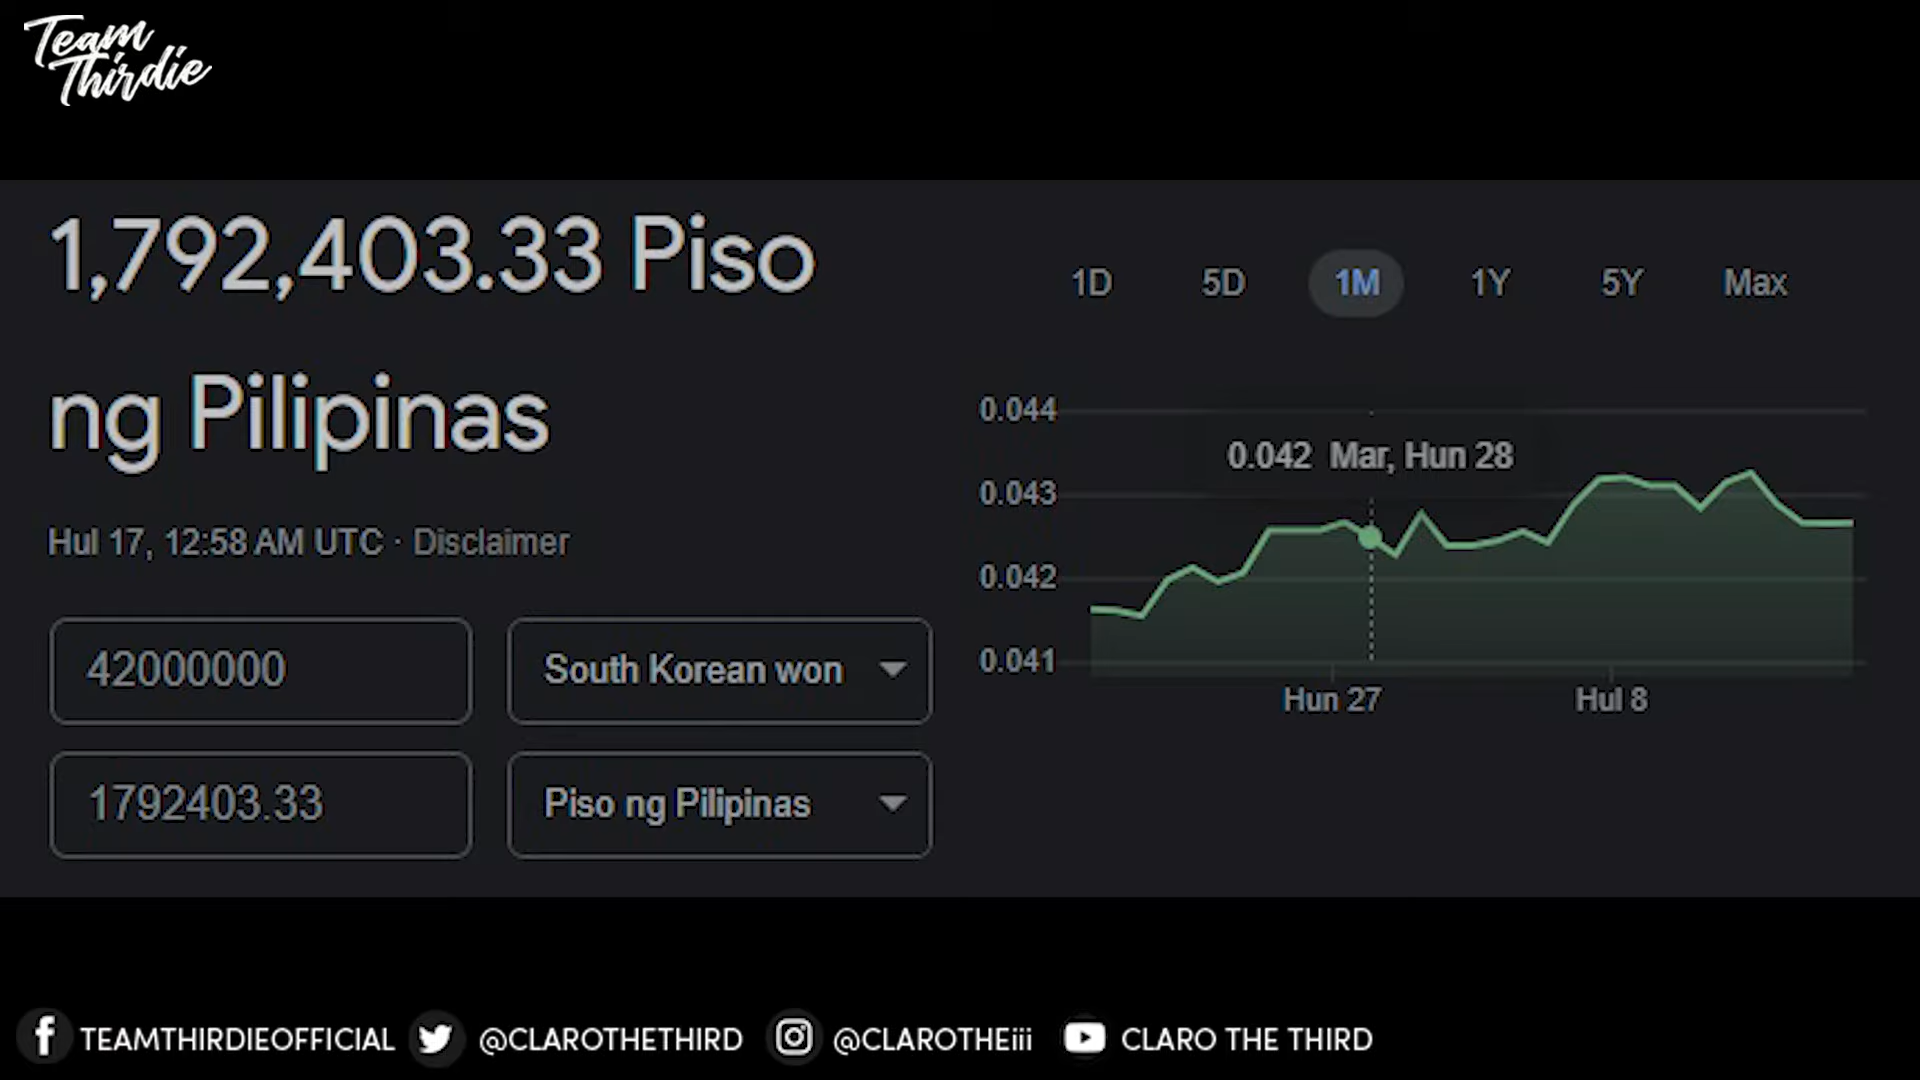 Team
Thirdie
1,792,403.33 Piso
ng Pilipinas
Hul 17, 12:58 AM UTC · Disclaimer
42000000
South Korean won
1792403.33
Piso ng Pilipinas
1D 5D 1M 1Y 5Y Max
0.044
0.042 Mar, Hun 28
0.043
0.042
0.041
Hun 27 Hul 8
TEAMTHIRDIEOFFICIAL @CLAROTHETHIRD @CLAROTHEiii CLARO THE THIRD